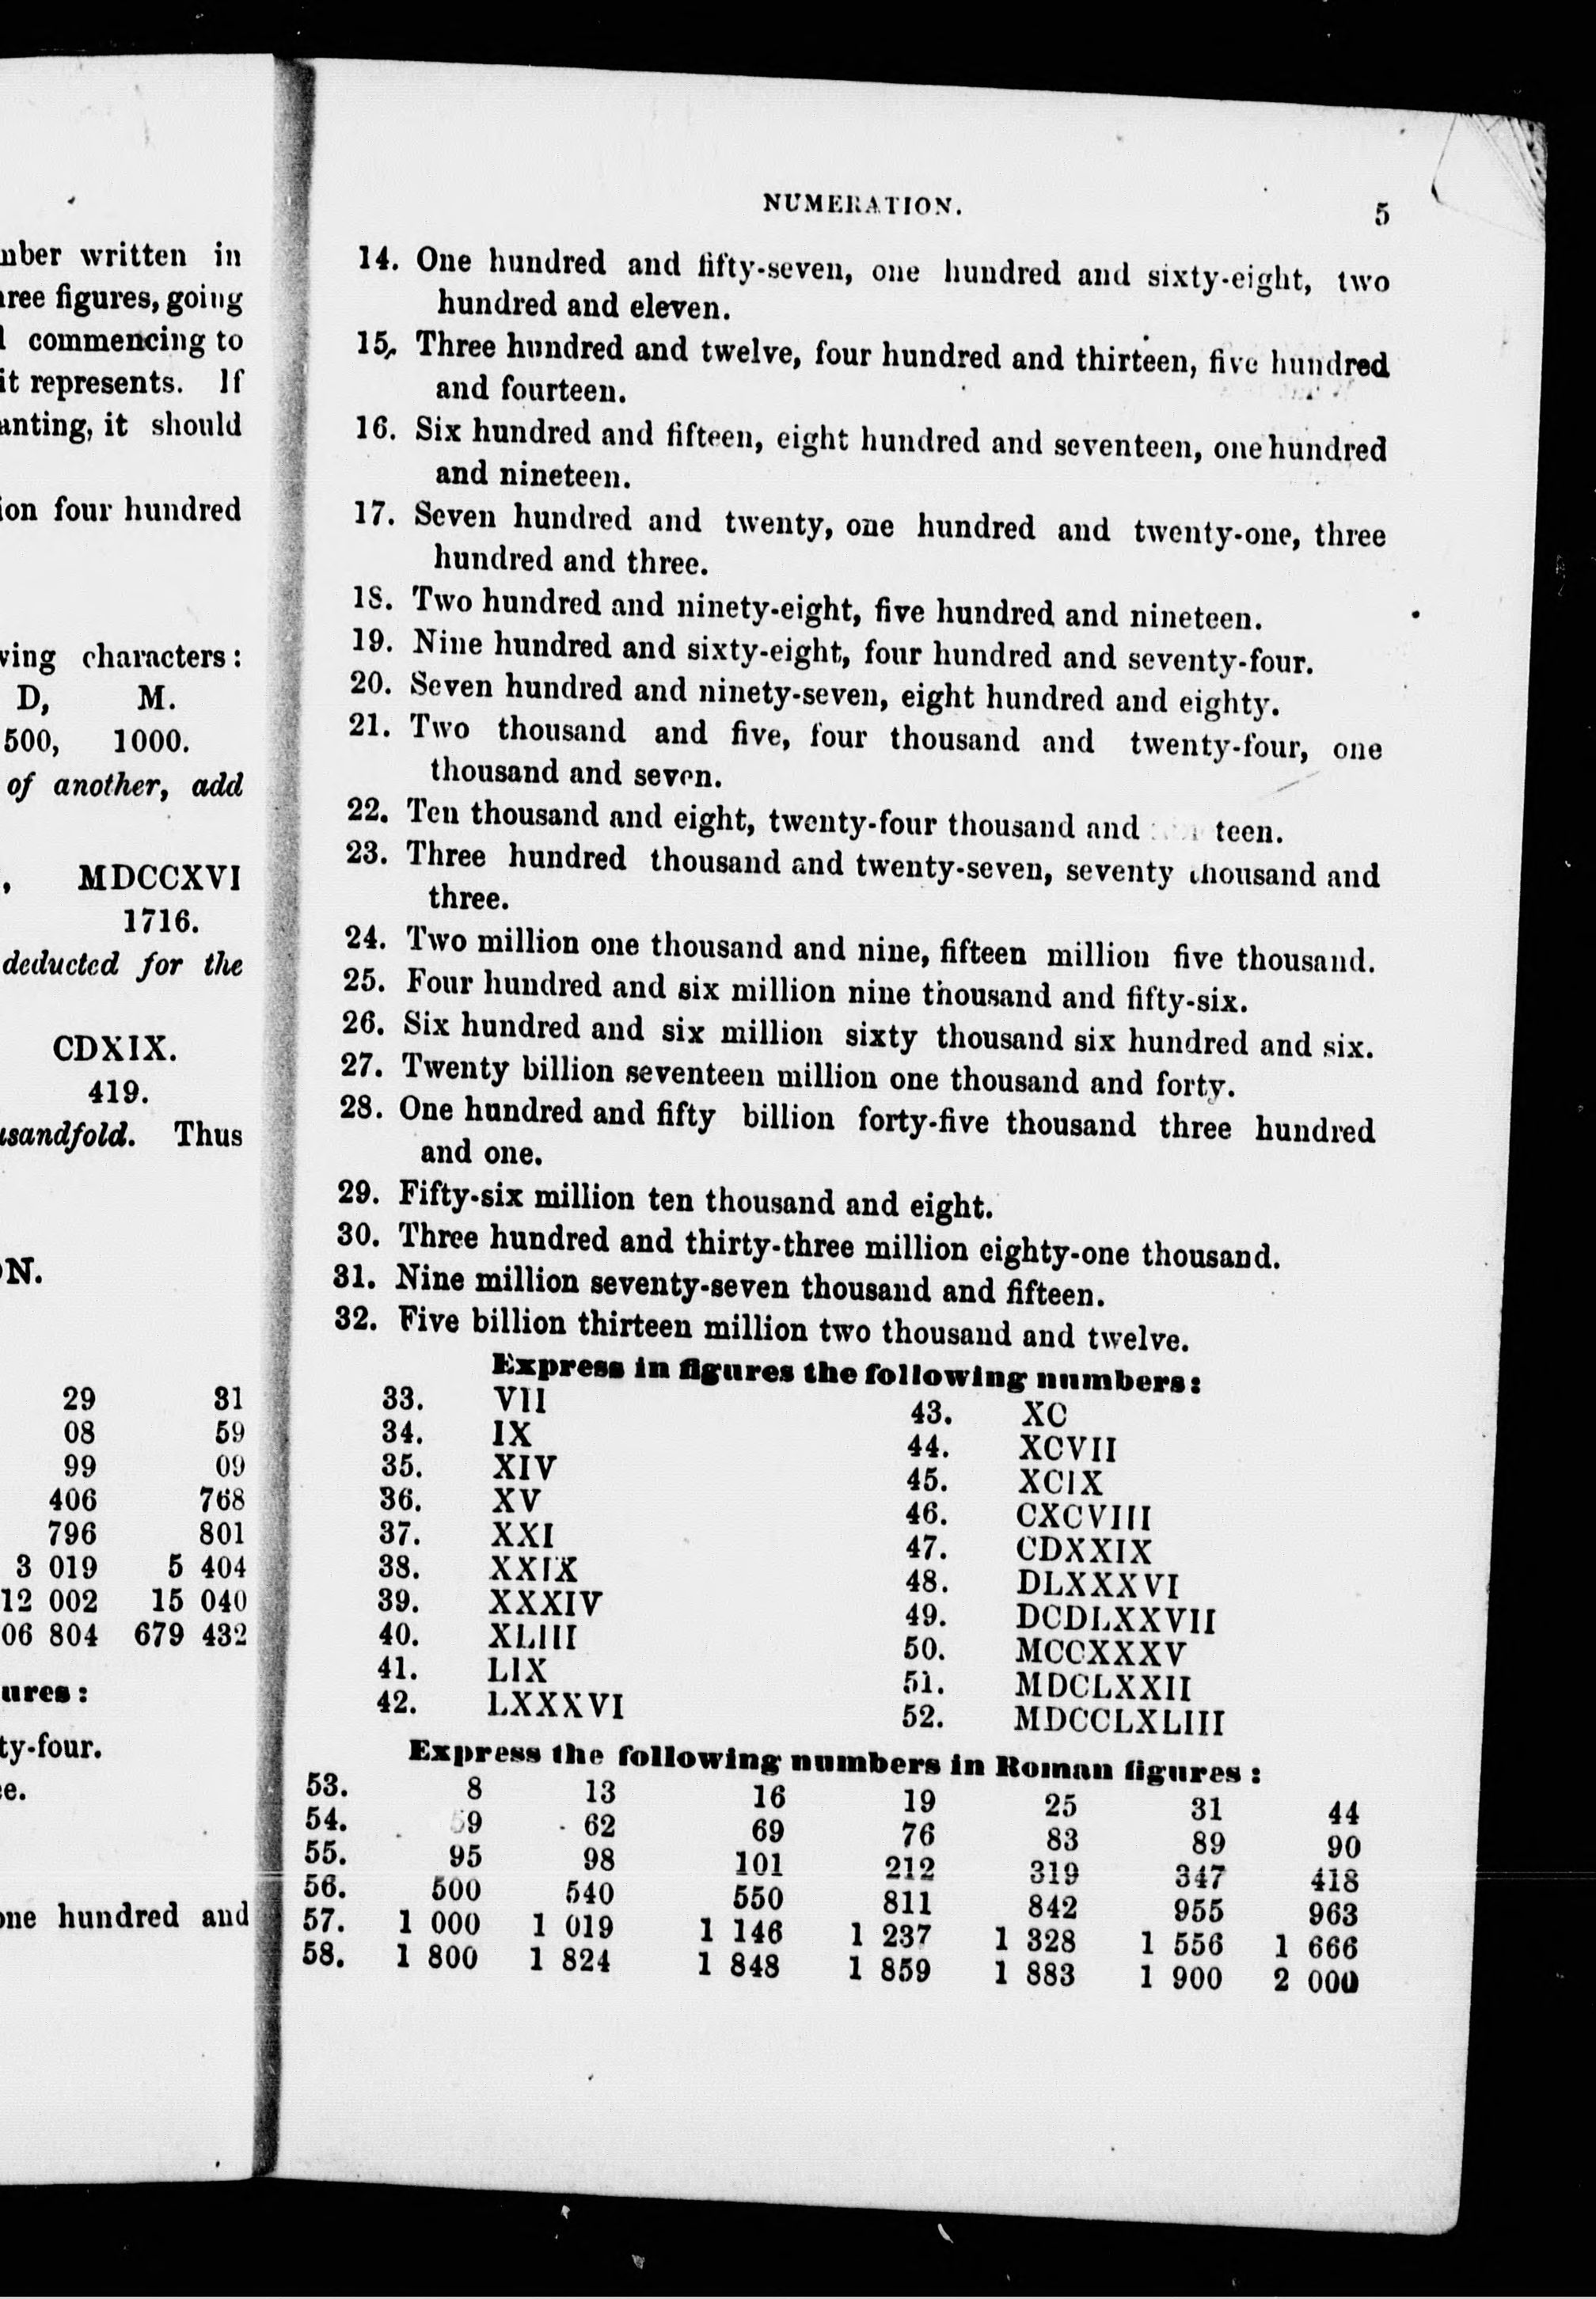 nber written in
ree figures, going
commencing to
it represents. If
anting, it should
ion four hundred
ving characters:
D, M.
500, 1000.
of another, add
, MDCCXVI
1716.
deducted for the
CDXIX.
419.
usandfold. Thus
N.
29 31
08 59
99 09
406 768
796 801
3 019 5 404
12 002 15 040
06 804 679 432
ures:
ty-four.
e.
one hundred and
NUMERATION. 5
14. One hundred and fifty-seven, one hundred and sixty-eight, two
hundred and eleven.
15. Three hundred and twelve, four hundred and thirteen, five hundred
and fourteen.
16. Six hundred and fifteen, eight hundred and seventeen, one hundred
and nineteen.
17. Seven hundred and twenty, one hundred and twenty-one, three
hundred and three.
18. Two hundred and ninety-eight, five hundred and nineteen.
19. Nine hundred and sixty-eight, four hundred and seventy-four.
20. Seven hundred and ninety-seven, eight hundred and eighty.
21. Two thousand and five, four thousand and twenty-four, one
thousand and seven.
22. Ten thousand and eight, twenty-four thousand and teen.
23. Three hundred thousand and twenty-seven, seventy thousand and
three.
24. Two million one thousand and nine, fifteen million five thousand.
25. Four hundred and six million nine thousand and fifty-six.
26. Six hundred and six million sixty thousand six hundred and six.
27. Twenty billion seventeen million one thousand and forty.
28. One hundred and fifty billion forty-five thousand three hundred
and one.
29. Fifty-six million ten thousand and eight.
30. Three hundred and thirty-three million eighty-one thousand.
31. Nine million seventy-seven thousand and fifteen.
32. Five billion thirteen million two thousand and twelve.
Express in figures the following numbers:
33. VII 43. XC
34. IX 44. XCVII
35. XIV 45. XCIX
36. XV 46. CXCVIII
37. XXI 47. CDXXIX
38. XXIX 48. DLXXXVI
39. XXXIV 49. DCDLXXVII
40. XLIII 50. MCCXXXV
41. LIX 51. MDCLXXII
42. LXXXVI 52. MDCCLXLIII
Express the following numbers in Roman figures:
53. 8 13 16 19 25 31 44
54. 59 62 69 76 83 89 90
55. 95 98 101 212 319 347 418
56. 500 540 550 811 842 955 963
57. 1 000 1 019 1 146 1 237 1 328 1 556 1 666
58. 1 800 1 824 1 848 1 859 1 883 1 900 2 000